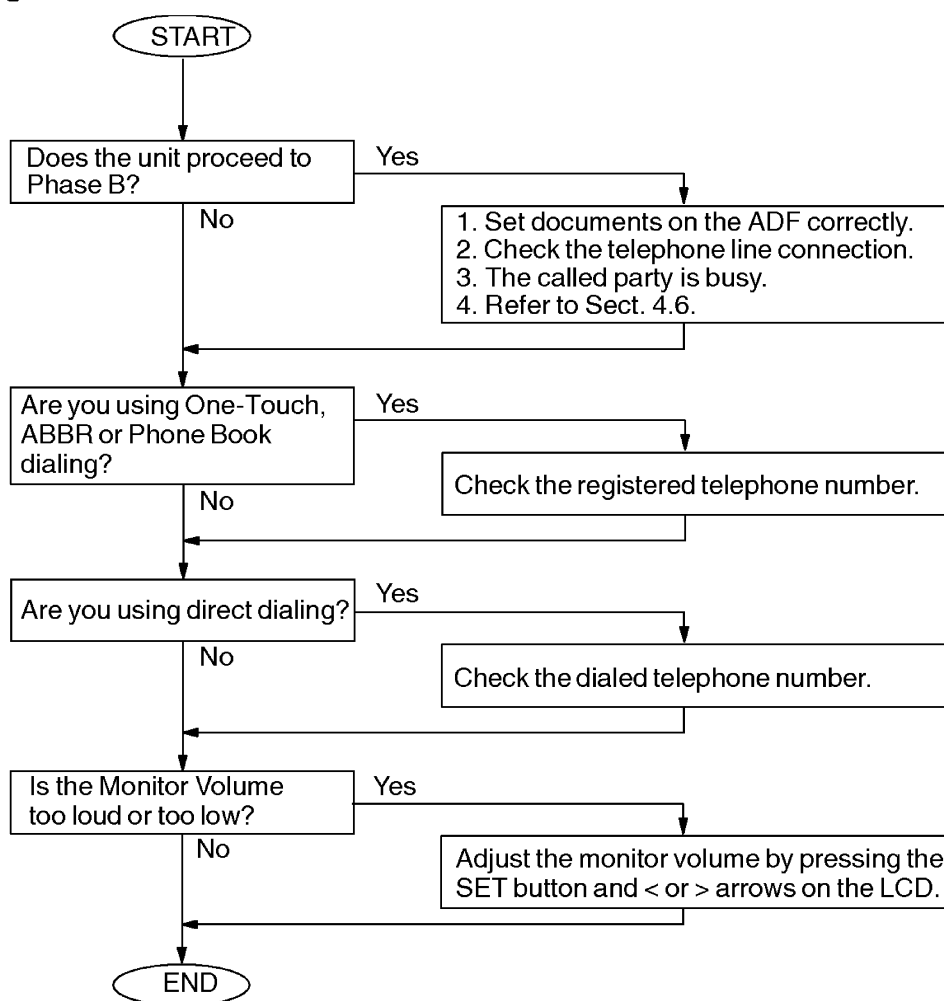 START
Does the unit proceed to
Phase B?
Yes
No
1. Set documents on the ADF correctly.
2. Check the telephone line connection.
3. The called party is busy.
4. Refer to Sect. 4.6.
Are you using One-Touch,
ABBR or Phone Book
dialing?
Yes
No
Check the registered telephone number.
Are you using direct dialing?
Yes
No
Check the dialed telephone number.
Is the Monitor Volume
too loud or too low?
Yes
No
Adjust the monitor volume by pressing the
SET button and < or > arrows on the LCD.
END